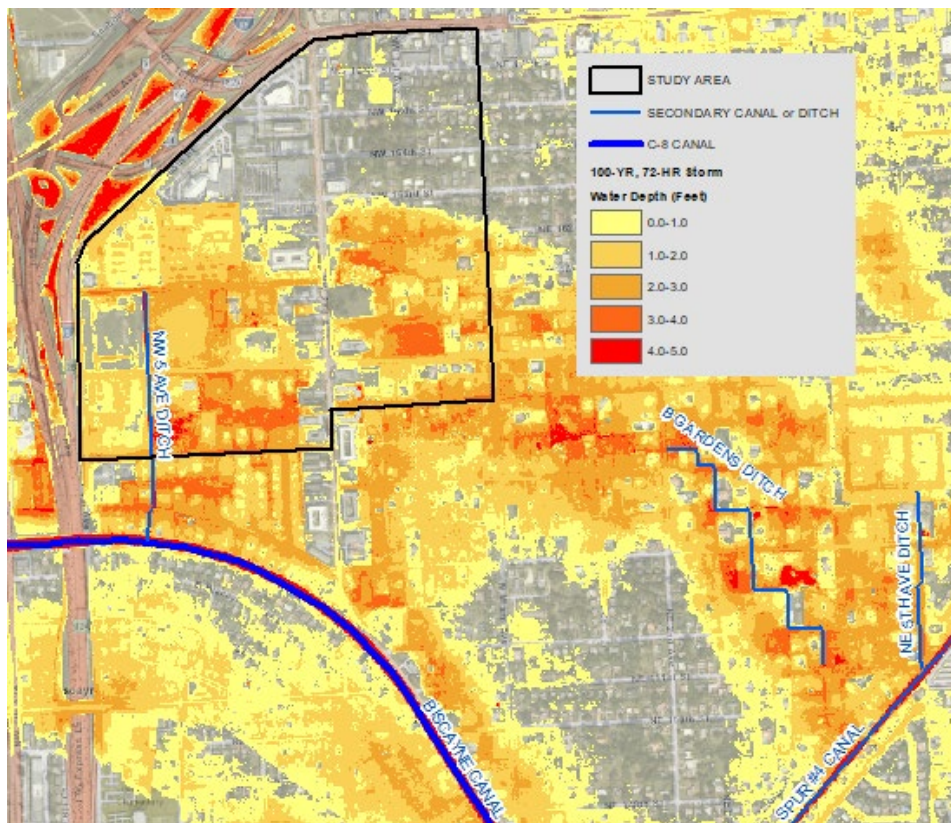 STUDY AREA
SECONDARY CANAL or DITCH
C-8 CANAL
100-YR, 72-HR Storm
Water Depth (Feet)
0.0-1.0
1.0-2.0
2.0-3.0
3.0-4.0
4.0-5.0
NW 5 AVE DITCH
B GARDENS DITCH
NE 5TH AVE DITCH
BISCAYNE CANAL
SPUR #4 CANAL